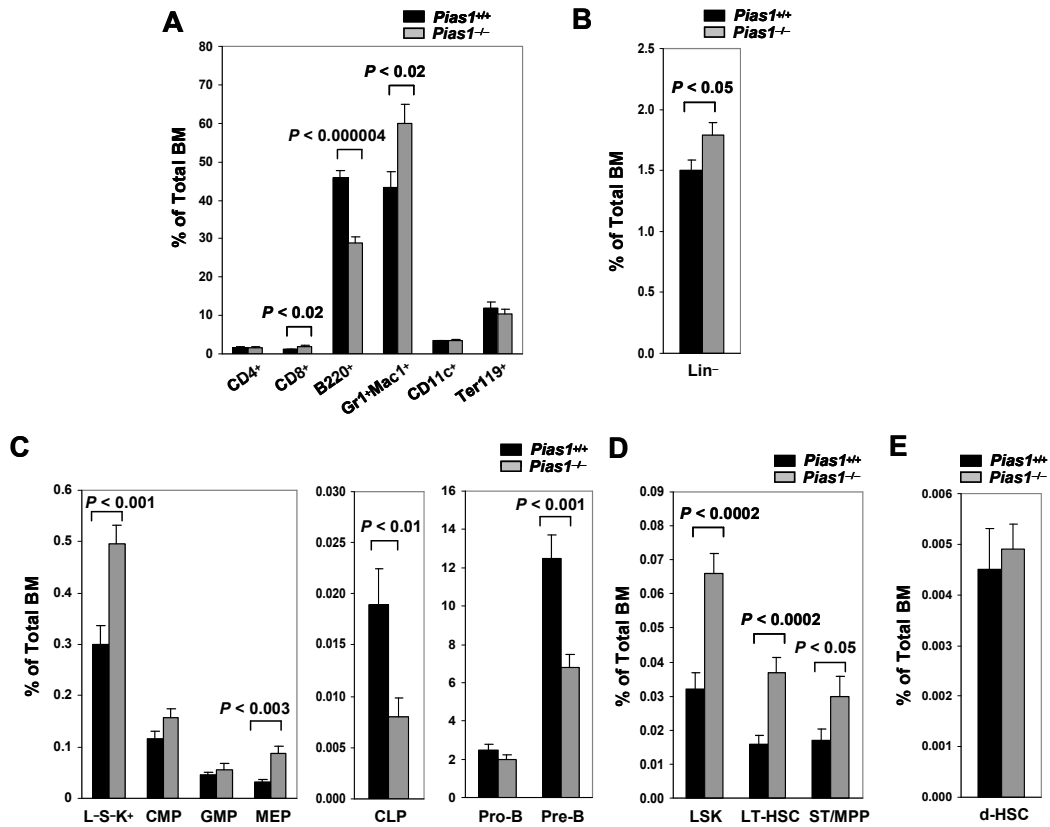 A
Pias1+/+
Pias1–/–
% of Total BM
80
70
60
50
40
30
20
10
0
P < 0.02
P < 0.000004
P < 0.02
CD4+
CD8+
B220+
Gr1+Mac1+
CD11c+
Ter119+
B
Pias1+/+
Pias1–/–
% of Total BM
2.5
2.0
1.5
1.0
0.5
0.0
P < 0.05
Lin–
C
Pias1+/+
Pias1–/–
% of Total BM
0.6
0.5
0.4
0.3
0.2
0.1
0
P < 0.001
P < 0.003
L–S–K+ CMP GMP MEP
0.030
0.025
0.020
0.015
0.010
0.005
0.000
P < 0.01
CLP
16
14
12
10
8
6
4
2
0
P < 0.001
Pro-B Pre-B
D
Pias1+/+
Pias1–/–
% of Total BM
0.09
0.08
0.07
0.06
0.05
0.04
0.03
0.02
0.01
0.00
P < 0.0002
P < 0.0002
P < 0.05
LSK LT-HSC ST/MPP
E
Pias1+/+
Pias1–/–
% of Total BM
0.006
0.005
0.004
0.003
0.002
0.001
0.000
d-HSC